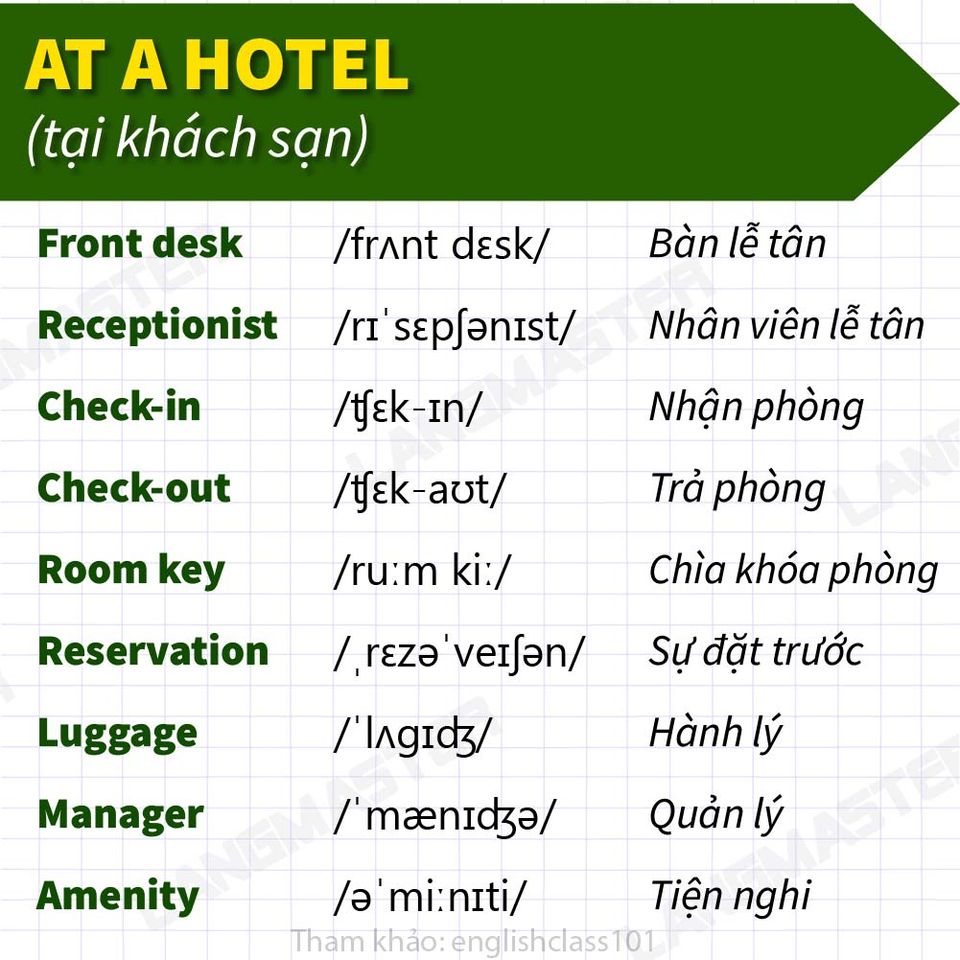 AT A HOTEL
(tại khách sạn)
Front desk /frʌnt dɛsk/ Bàn lễ tân
Receptionist /rɪˈsɛpʃənɪst/ Nhân viên lễ tân
Check-in /ʧɛk-ɪn/ Nhận phòng
Check-out /ʧɛk-aʊt/ Trả phòng
Room key /ruːm kiː/ Chìa khóa phòng
Reservation /ˌrɛzəˈveɪʃən/ Sự đặt trước
Luggage /ˈlʌgɪʤ/ Hành lý
Manager /ˈmænɪʤə/ Quản lý
Amenity /əˈmiːnɪti/ Tiện nghi
Tham khảo: englishclass101
LANGMASTER
LANGMASTER
LANGMASTER
LANGMASTER